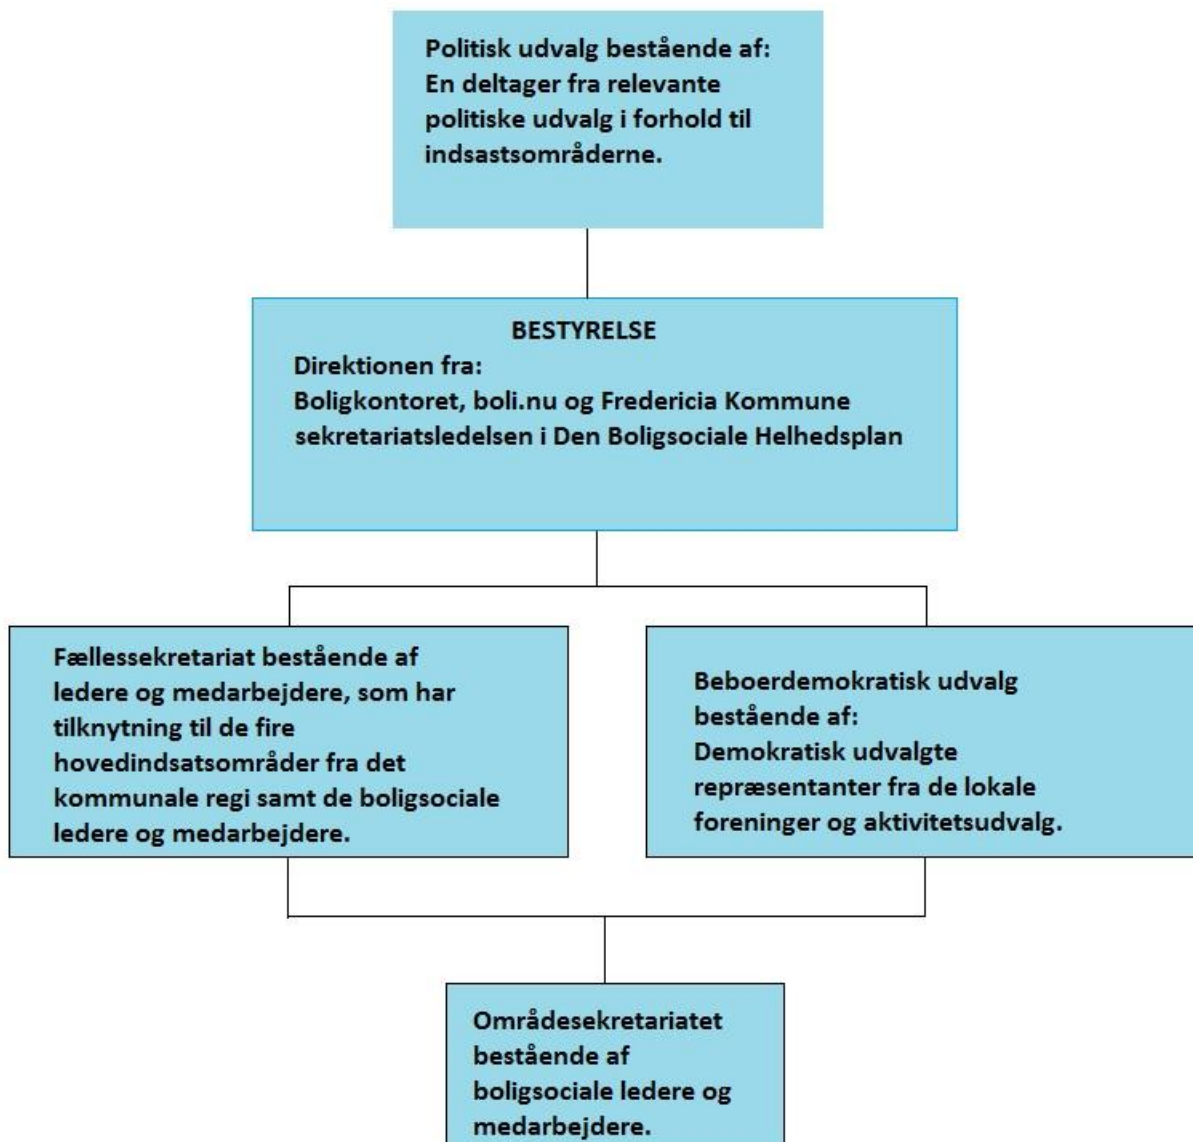 Politisk udvalg bestående af:
En deltager fra relevante
politiske udvalg i forhold til
indsastsområderne.
BESTYRELSE
Direktionen fra:
Boligkontoret, boli.nu og Fredericia Kommune
sekretariatsledelsen i Den Boligsociale Helhedsplan
Fællessekretariat bestående af
ledere og medarbejdere, som har
tilknytning til de fire
hovedindsatsområder fra det
kommunale regi samt de boligsociale
ledere og medarbejdere.
Beboerdemokratisk udvalg
bestående af:
Demokratisk udvalgte
repræsentanter fra de lokale
foreninger og aktivitetsudvalg.
Områdesekretariatet
bestående af
boligsociale ledere og
medarbejdere.